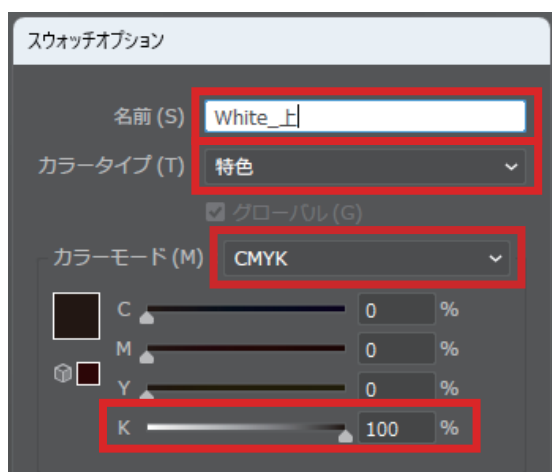 スウォッチオプション
名前 (S) White_上
カラータイプ (T) 特色
グローバル (G)
カラーモード (M) CMYK
C 0 %
M 0 %
Y 0 %
K 100 %